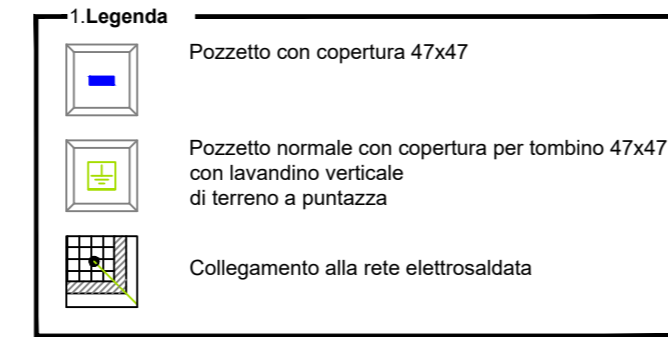 1.Legenda
Pozzetto con copertura 47x47
Pozzetto normale con copertura per tombino 47x47
con lavandino verticale
di terreno a puntazza
Collegamento alla rete elettrosaldata